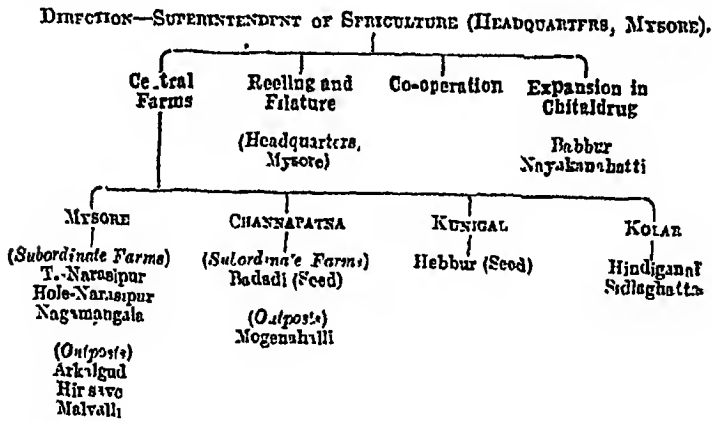 DIRECTION—SUPERINTENDENT OF SERICULTURE (HEADQUARTERS, MYSORE).
Central Farms
Reeling and Filature
(Headquarters, Mysore)
Co-operation
Expansion in Chitaldrug
Babbur
Nayakanahatti
MYSORE
(Subordinate Farms)
T.-Narasipur
Hole-Narasipur
Nagamangala
(Outposts)
Arkalgud
Hirsave
Malvalli
CHANNAPATNA
(Subordinate Farms)
Badadi (Seed)
(Outposts)
Mogenahalli
KUNIGAL
Hebbur (Seed)
KOLAR
Hindiganal
Sidlaghatta